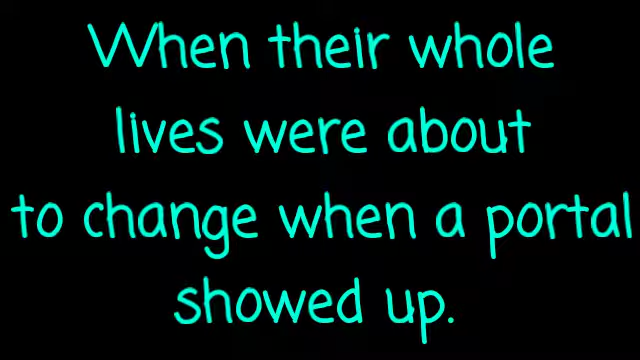 When their whole
lives were about
to change when a portal
showed up.